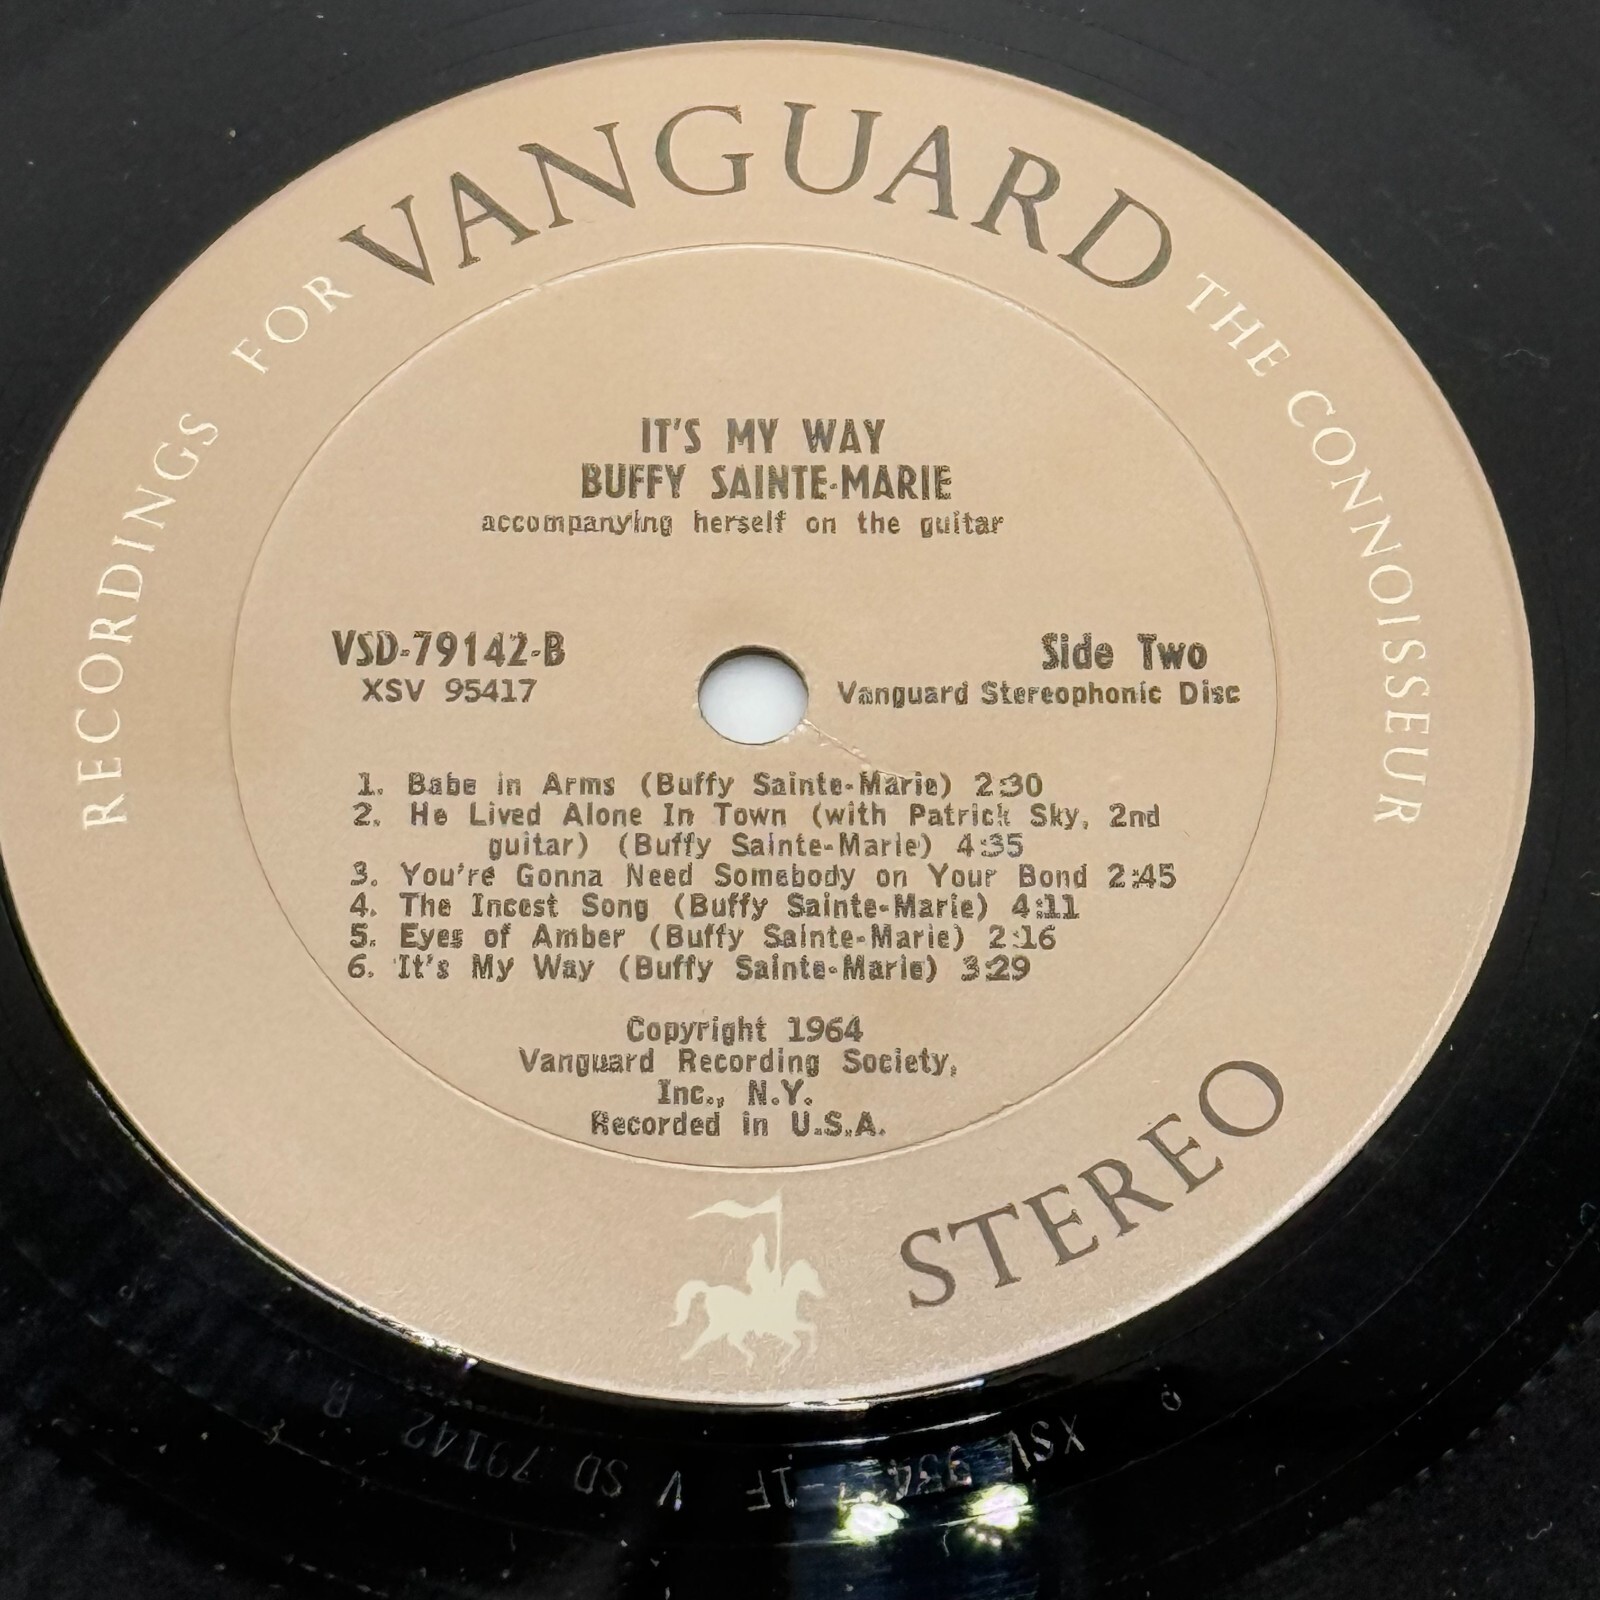 RECORDINGS FOR VANGUARD THE CONNOISSEUR
IT'S MY WAY
BUFFY SAINTE-MARIE
accompanying herself on the guitar
VSD-79142-B
XSV 95417
Side Two
Vanguard Stereophonic Disc
1. Babe in Arms (Buffy Sainte-Marie) 2:30
2. He Lived Alone In Town (with Patrick Sky, 2nd
guitar) (Buffy Sainte-Marie) 4:35
3. You're Gonna Need Somebody on Your Bond 2:45
4. The Incest Song (Buffy Sainte-Marie) 4:11
5. Eyes of Amber (Buffy Sainte-Marie) 2:16
6. It's My Way (Buffy Sainte-Marie) 3:29
Copyright 1964
Vanguard Recording Society,
Inc., N.Y.
Recorded in U.S.A.
STEREO
XSV
1F V SD 79142 B